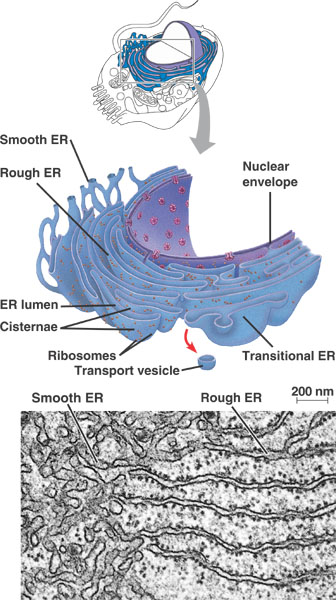 Smooth ER
Rough ER
Nuclear
envelope
ER lumen
Cisternae
Ribosomes
Transport vesicle
Transitional ER
Smooth ER
Rough ER
200 nm